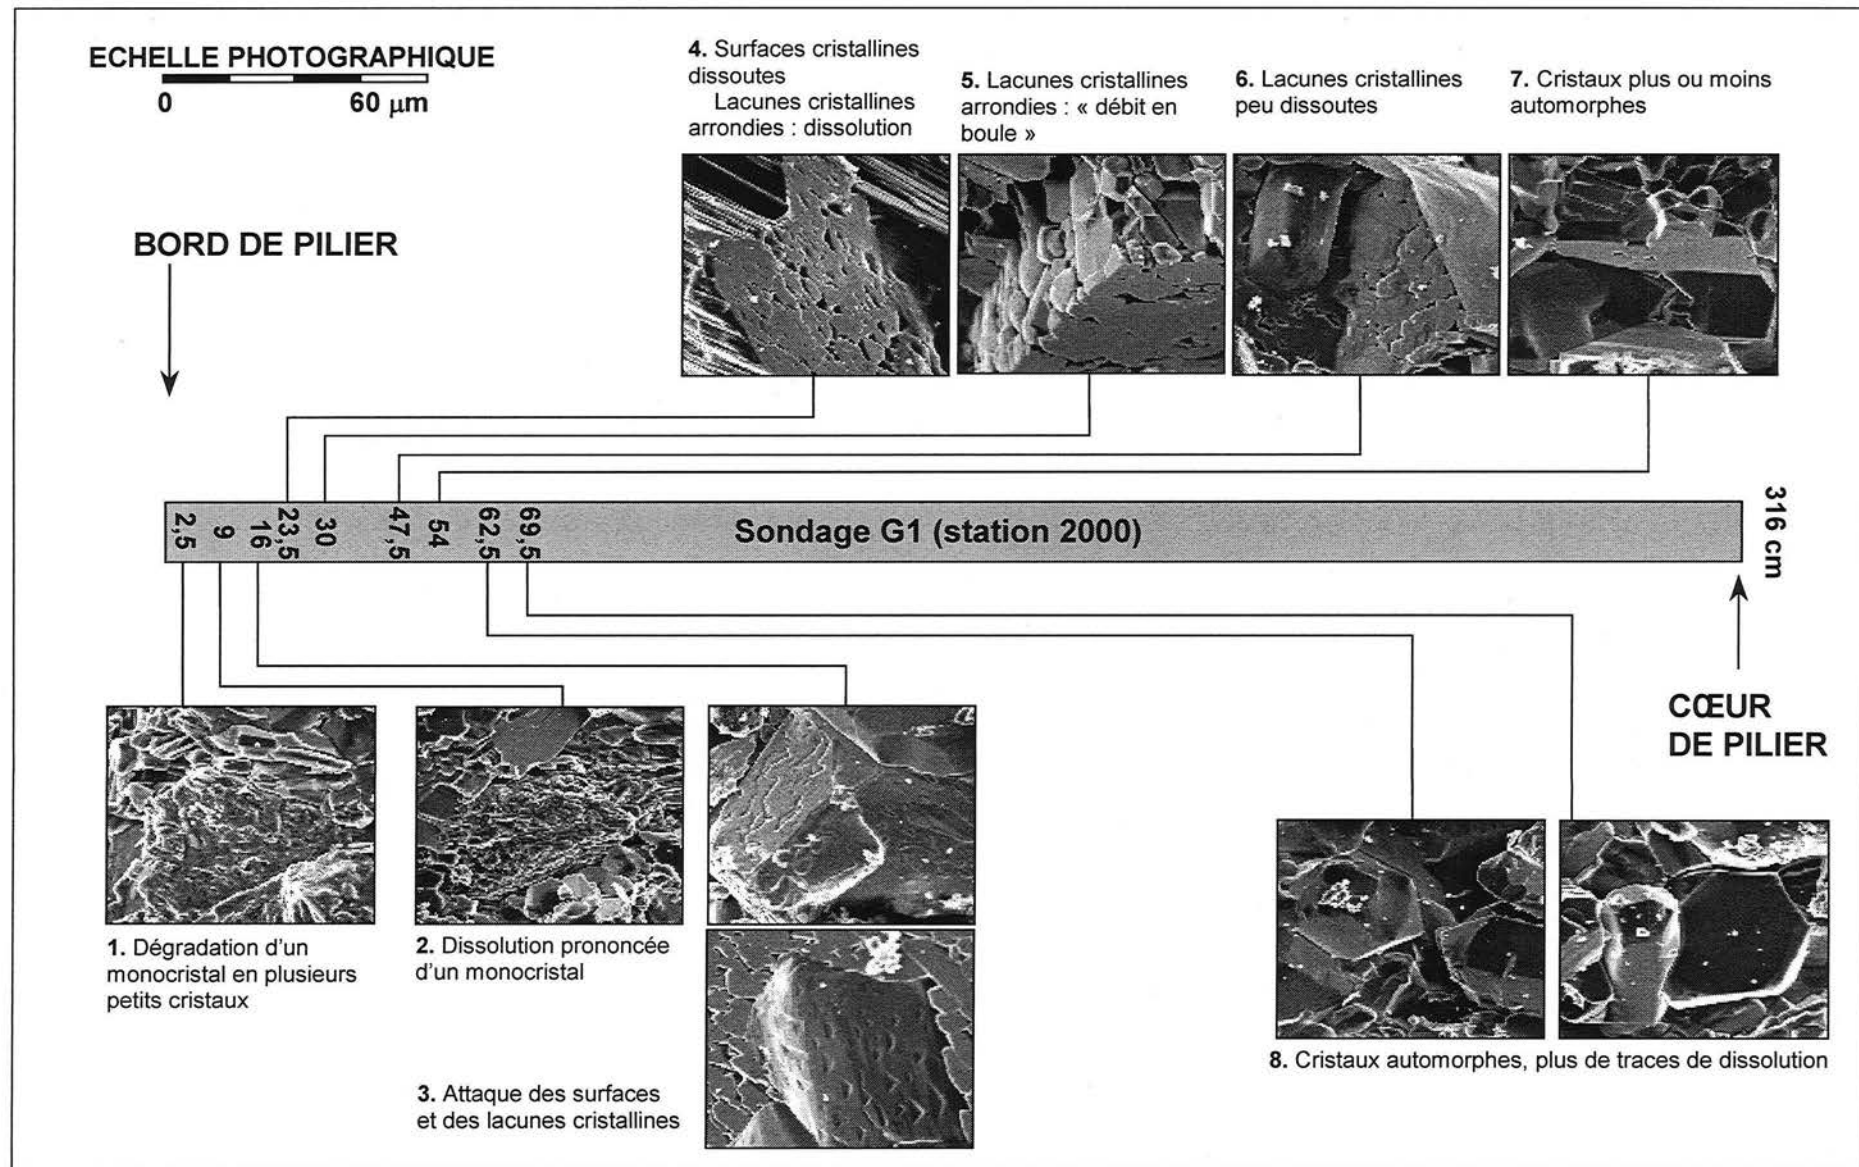 ECHELLE PHOTOGRAPHIQUE
0 60 µm
4. Surfaces cristallines
dissoutes
Lacunes cristallines
arrondies : dissolution
5. Lacunes cristallines
arrondies : « débit en
boule »
6. Lacunes cristallines
peu dissoutes
7. Cristaux plus ou moins
automorphes
BORD DE PILIER
2,5
9
16
23,5
30
47,5
54
62,5
69,5
Sondage G1 (station 2000)
316 cm
CŒUR
DE PILIER
1. Dégradation d'un
monocristal en plusieurs
petits cristaux
2. Dissolution prononcée
d'un monocristal
3. Attaque des surfaces
et des lacunes cristallines
8. Cristaux automorphes, plus de traces de dissolution